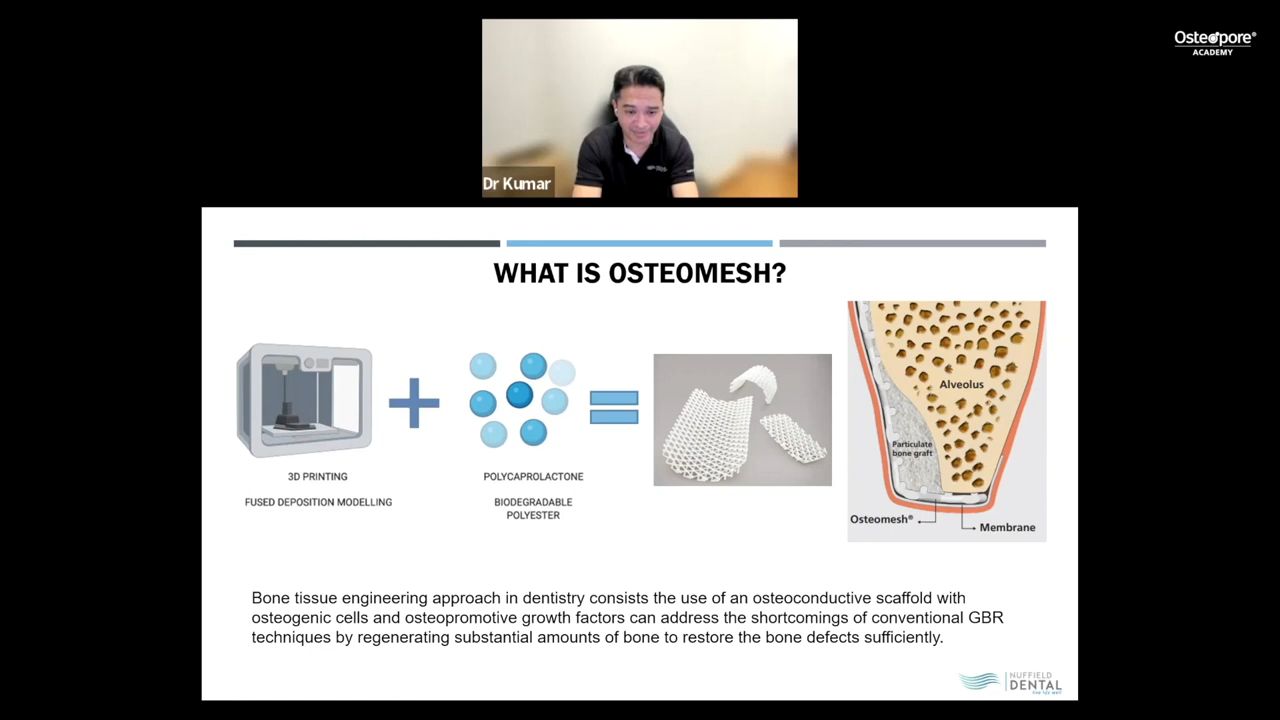 Osteopore®
ACADEMY
Dr Kumar
WHAT IS OSTEOMESH?
3D PRINTING
FUSED DEPOSITION MODELLING
POLYCAPROLACTONE
BIODEGRADABLE
POLYESTER
Alveolus
Particulate
bone graft
Osteomesh®
Membrane
Bone tissue engineering approach in dentistry consists the use of an osteoconductive scaffold with
osteogenic cells and osteopromotive growth factors can address the shortcomings of conventional GBR
techniques by regenerating substantial amounts of bone to restore the bone defects sufficiently.
NUFFIELD
DENTAL